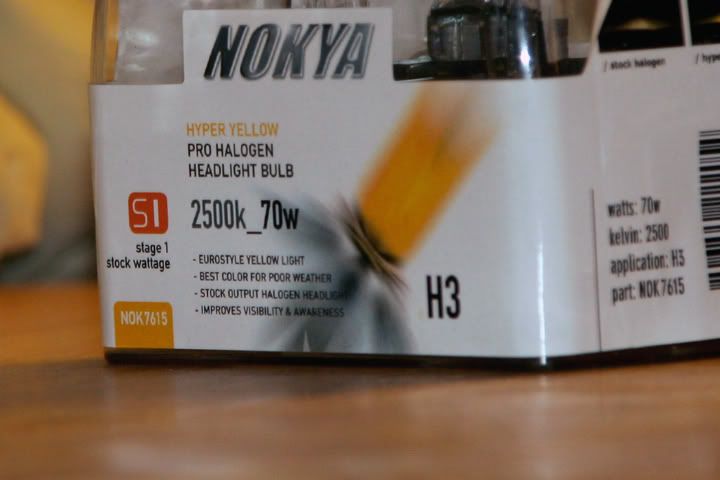 NOKYA
HYPER YELLOW
PRO HALOGEN
HEADLIGHT BULB
S1
2500k_70w
stage 1
stock wattage
- EUROSTYLE YELLOW LIGHT
- BEST COLOR FOR POOR WEATHER
- STOCK OUTPUT HALOGEN HEADLIGHT
- IMPROVES VISIBILITY & AWARENESS
NOK7615
H3
/ stock halogen
/ hype
watts: 70w
kelvin: 2500
application: H3
part: NOK7615